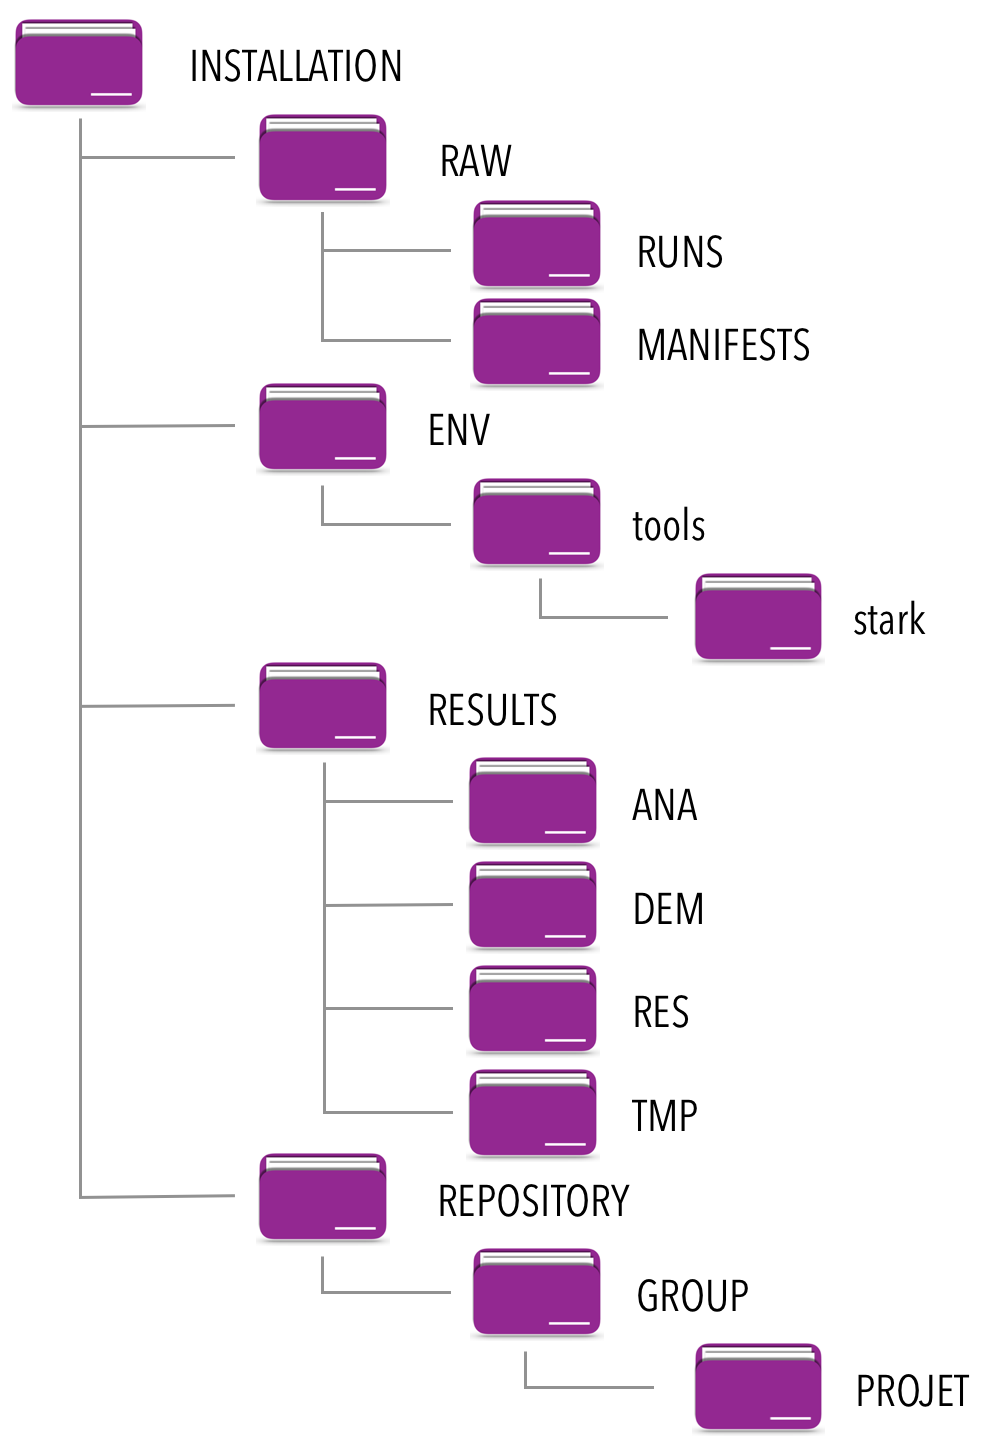 INSTALLATION
RAW
RUNS
MANIFESTS
ENV
tools
stark
RESULTS
ANA
DEM
RES
TMP
REPOSITORY
GROUP
PROJET